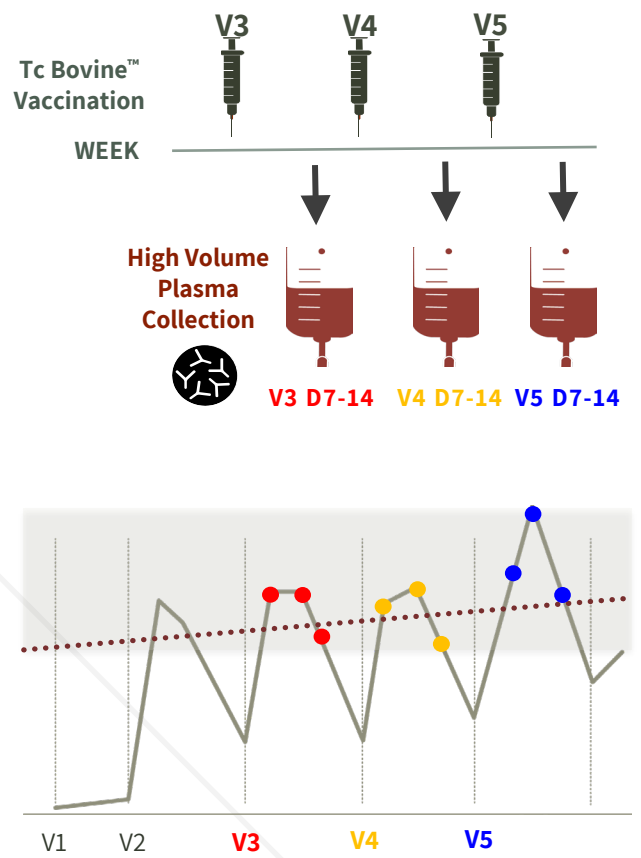 V3 V4 V5
Tc Bovine™
Vaccination
WEEK
High Volume
Plasma
Collection
V3 D7-14 V4 D7-14 V5 D7-14
V1 V2 V3 V4 V5